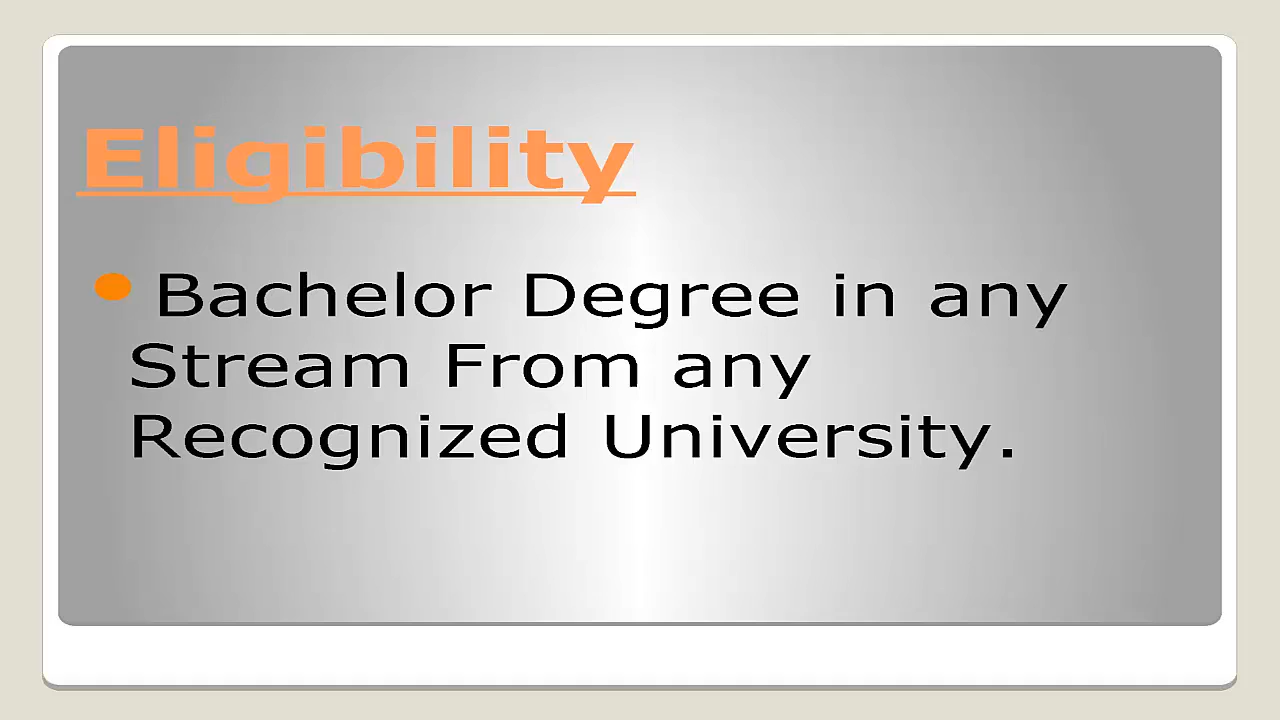 Eligibility
Bachelor Degree in any
Stream From any
Recognized University.